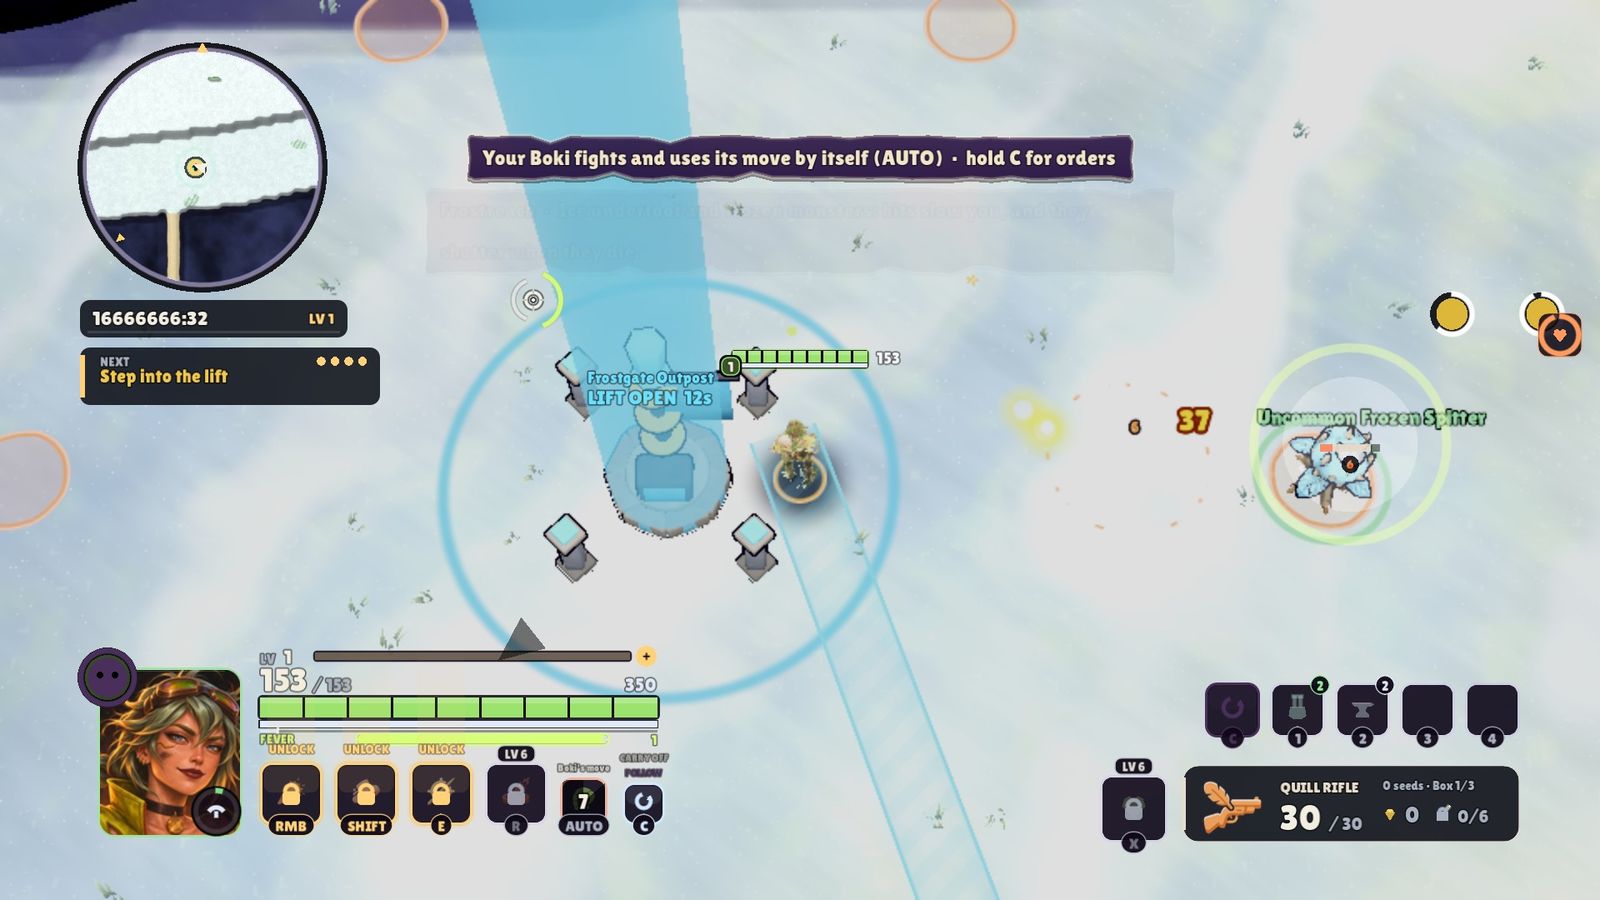 Your Boki fights and uses its move by itself (AUTO) · hold C for orders
16666666:32
LV 1
NEXT
Step into the lift
1
153
Frostgate Outpost
LIFT OPEN 12s
6
37
Uncommon Frozen Spitter
6
LV 1
153 / 153
350
FEVER
1
UNLOCK
UNLOCK
UNLOCK
LV 6
Boki's move
CARRY OFF
FOLLOW
7
RMB
SHIFT
E
R
AUTO
C
2
2
C
1
2
3
4
LV 6
X
QUILL RIFLE
0 seeds · Box 1/3
30 / 30
0
0/6